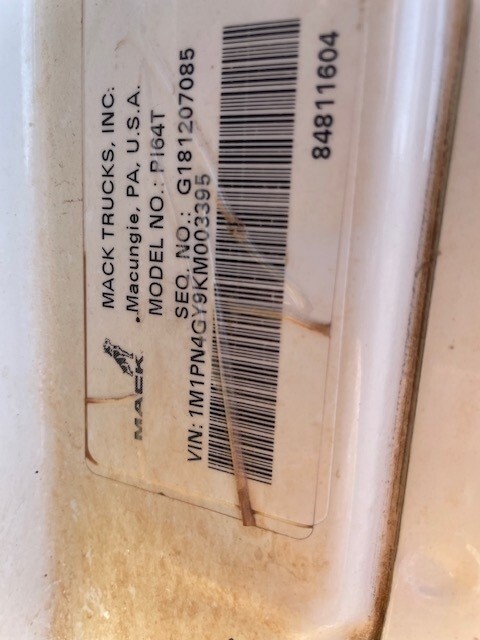 MACK TRUCKS, INC.
Macungie, PA, U.S.A.
MODEL NO.: PI64T
SEQ. NO.: G181207085
MACK
VIN: 1M1PN4GY9KM003395
84811604